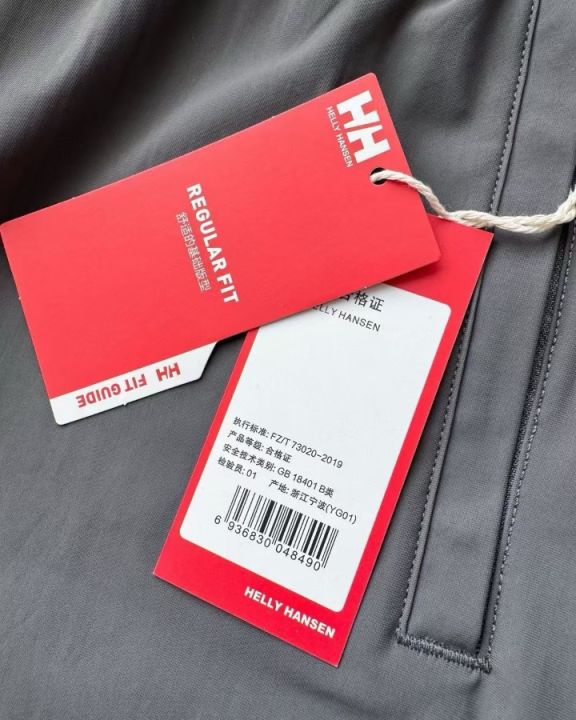 HH
HELLY HANSEN
REGULAR FIT
舒适的基础版型
HH FIT GUIDE
合格证
HELLY HANSEN
执行标准: FZ/T 73020-2019
产品等级: 合格证
安全技术类别: GB 18401 B类
检验员: 01 产地: 浙江宁波(YG01)
6 936830 048490
HELLY HANSEN